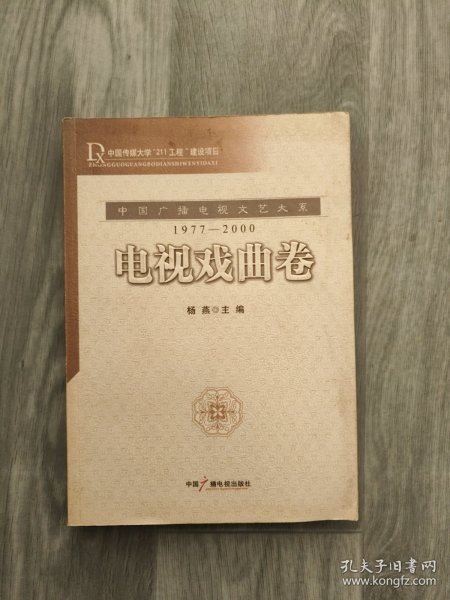 DX 中国传媒大学"211工程"建设项目
ZHONGGUOGUANGBODIANSHIWENYIDAXI
中国广播电视文艺大系
1977—2000
电视戏曲卷
杨燕◎主编
中国广播电视出版社
孔夫子旧书网
www.kongfz.com